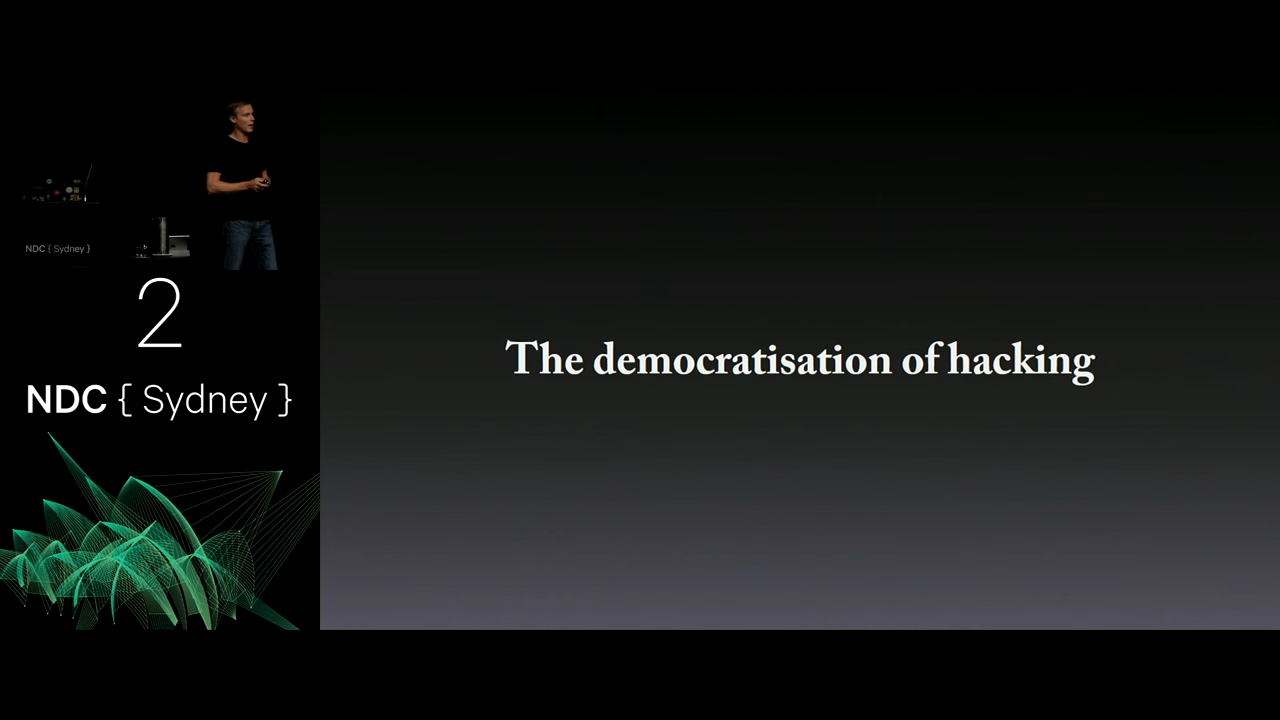 NDC { Sydney }
2
NDC { Sydney }
The democratisation of hacking